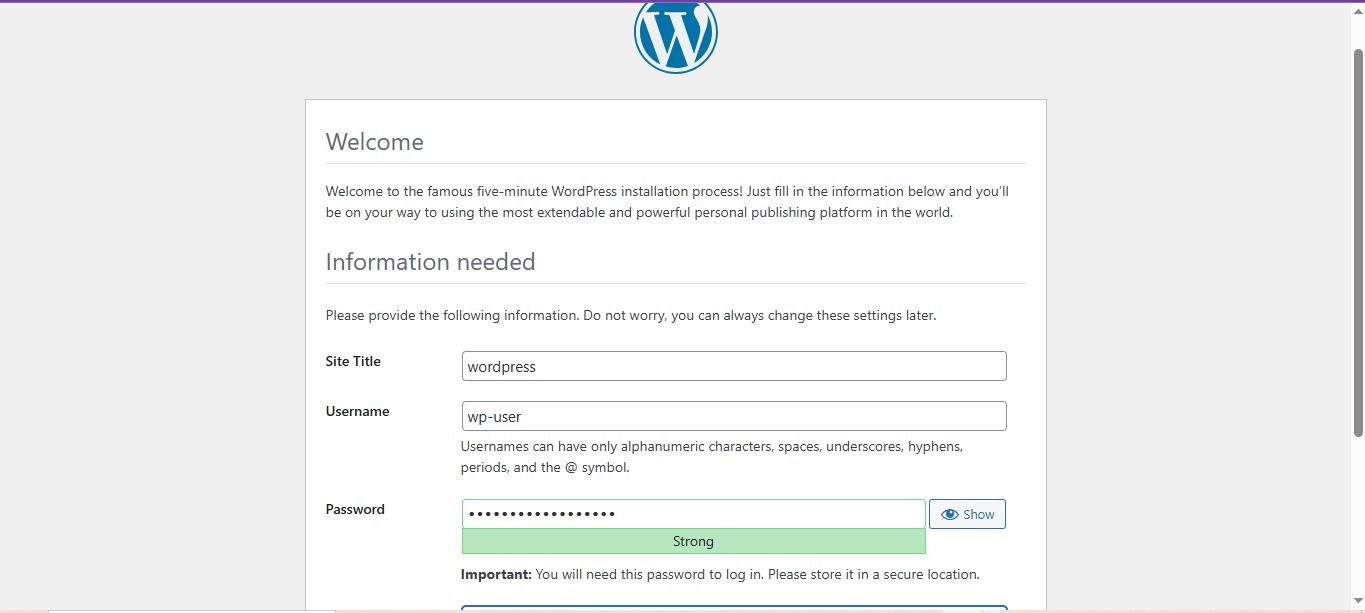 Welcome
Welcome to the famous five-minute WordPress installation process! Just fill in the information below and you’ll
be on your way to using the most extendable and powerful personal publishing platform in the world.
Information needed
Please provide the following information. Do not worry, you can always change these settings later.
Site Title
wordpress
Username
wp-user
Usernames can have only alphanumeric characters, spaces, underscores, hyphens,
periods, and the @ symbol.
Password
••••••••••••••••••
Show
Strong
Important: You will need this password to log in. Please store it in a secure location.